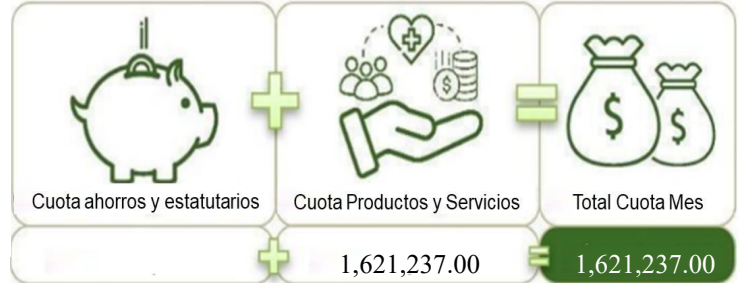 Cuota ahorros y estatutarios + Cuota Productos y Servicios = Total Cuota Mes
+ 1,621,237.00 = 1,621,237.00